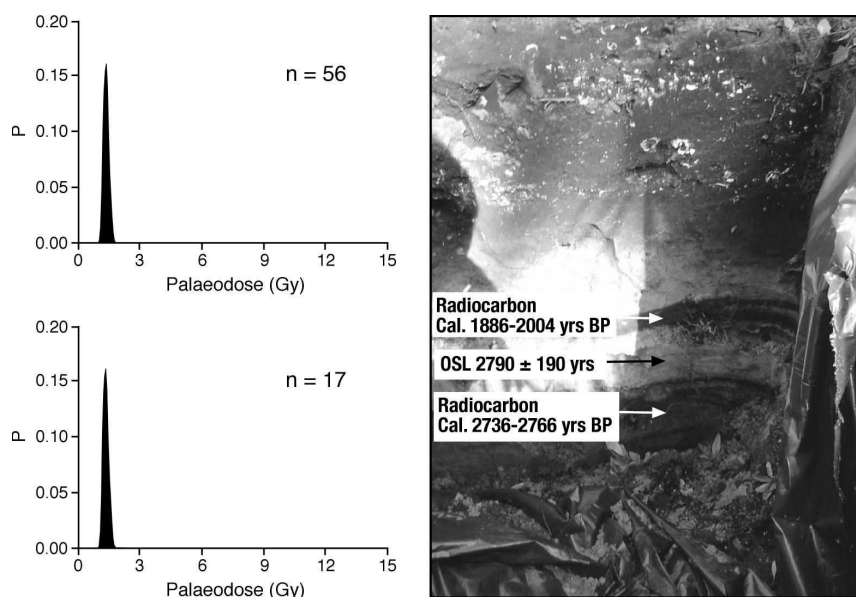 0.20
0.15
0.10
0.05
0.00
P
n = 56
0 3 6 9 12 15
Palaeodose (Gy)
0.20
0.15
0.10
0.05
0.00
P
n = 17
0 3 6 9 12 15
Palaeodose (Gy)
Radiocarbon
Cal. 1886-2004 yrs BP
OSL 2790 ± 190 yrs
Radiocarbon
Cal. 2736-2766 yrs BP